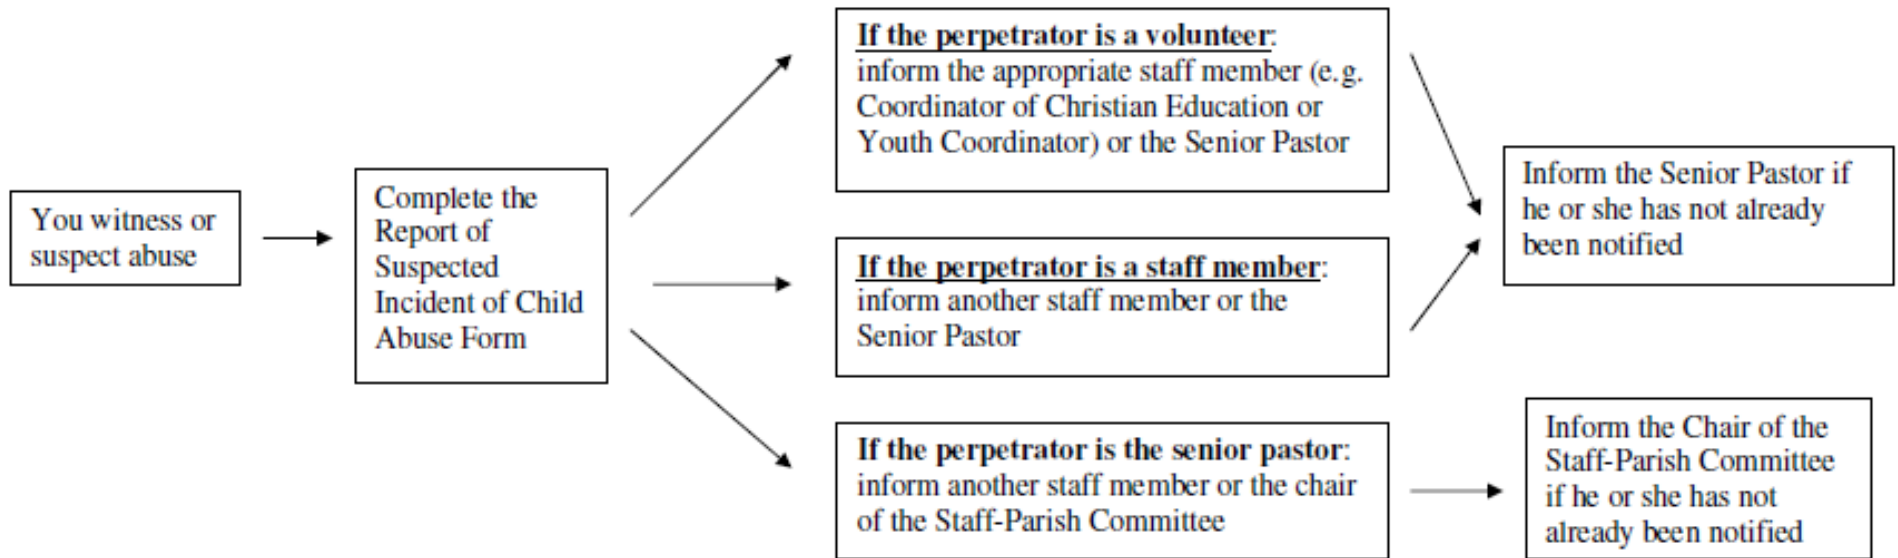 You witness or
suspect abuse
Complete the
Report of
Suspected
Incident of Child
Abuse Form
If the perpetrator is a volunteer:
inform the appropriate staff member (e.g.
Coordinator of Christian Education or
Youth Coordinator) or the Senior Pastor
If the perpetrator is a staff member:
inform another staff member or the
Senior Pastor
If the perpetrator is the senior pastor:
inform another staff member or the chair
of the Staff-Parish Committee
Inform the Senior Pastor if
he or she has not already
been notified
Inform the Chair of the
Staff-Parish Committee
if he or she has not
already been notified